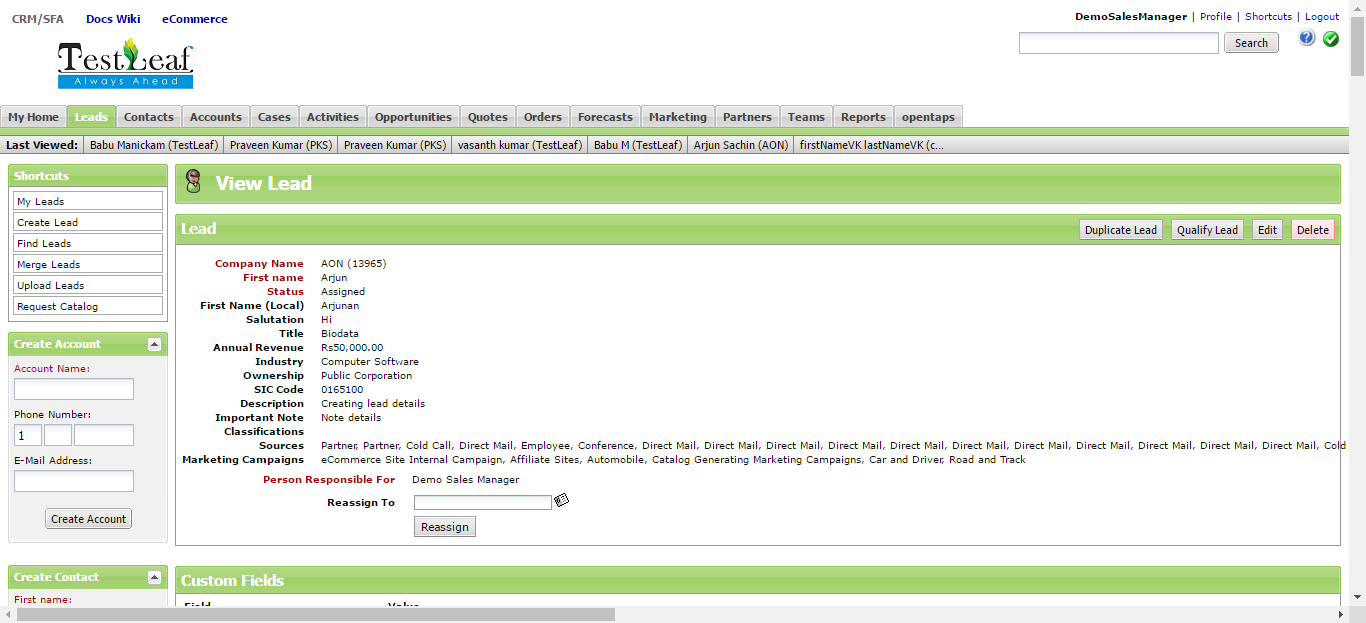 CRM/SFA Docs Wiki eCommerce
DemoSalesManager | Profile | Shortcuts | Logout
TestLeaf
Always Ahead
Search
My Home Leads Contacts Accounts Cases Activities Opportunities Quotes Orders Forecasts Marketing Partners Teams Reports opentaps
Last Viewed: Babu Manickam (TestLeaf) Praveen Kumar (PKS) Praveen Kumar (PKS) vasanth kumar (TestLeaf) Babu M (TestLeaf) Arjun Sachin (AON) firstNameVK lastNameVK (c...
Shortcuts
My Leads
Create Lead
Find Leads
Merge Leads
Upload Leads
Request Catalog
Create Account
Account Name:
Phone Number:
1
E-Mail Address:
Create Account
Create Contact
First name:
View Lead
Lead
Duplicate Lead Qualify Lead Edit Delete
Company Name AON (13965)
First name Arjun
Status Assigned
First Name (Local) Arjunan
Salutation Hi
Title Biodata
Annual Revenue Rs50,000.00
Industry Computer Software
Ownership Public Corporation
SIC Code 0165100
Description Creating lead details
Important Note Note details
Classifications
Sources Partner, Partner, Cold Call, Direct Mail, Employee, Conference, Direct Mail, Direct Mail, Direct Mail, Direct Mail, Direct Mail, Direct Mail, Direct Mail, Direct Mail, Direct Mail, Direct Mail, Direct Mail, Cold
Marketing Campaigns eCommerce Site Internal Campaign, Affiliate Sites, Automobile, Catalog Generating Marketing Campaigns, Car and Driver, Road and Track
Person Responsible For Demo Sales Manager
Reassign To
Reassign
Custom Fields
Field Value